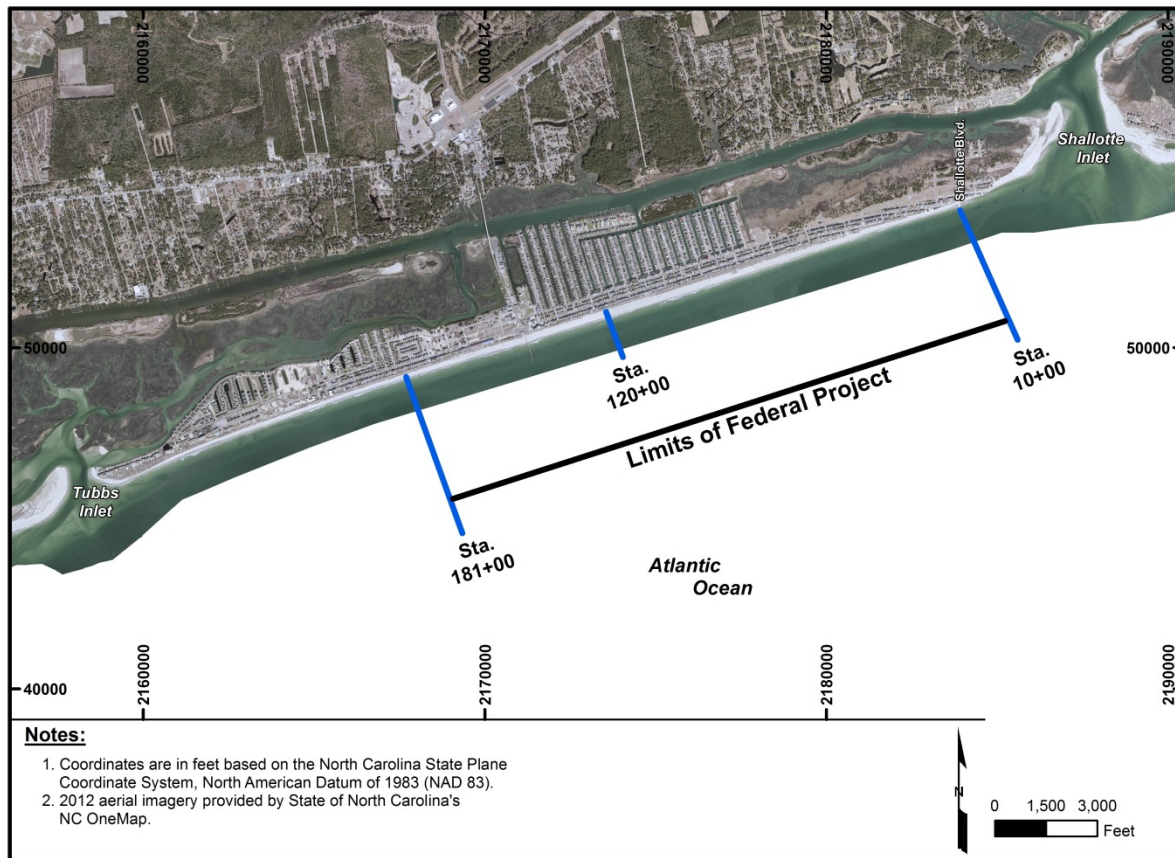 2160000
2170000
2180000
2190000
Shallotte Blvd.
Shallotte
Inlet
50000
50000
Sta.
120+00
Sta.
10+00
Limits of Federal Project
Tubbs
Inlet
Sta.
181+00
Atlantic
Ocean
40000
2160000
2170000
2180000
2190000
Notes:
1. Coordinates are in feet based on the North Carolina State Plane
Coordinate System, North American Datum of 1983 (NAD 83).
2. 2012 aerial imagery provided by State of North Carolina's
NC OneMap.
N
0 1,500 3,000
Feet